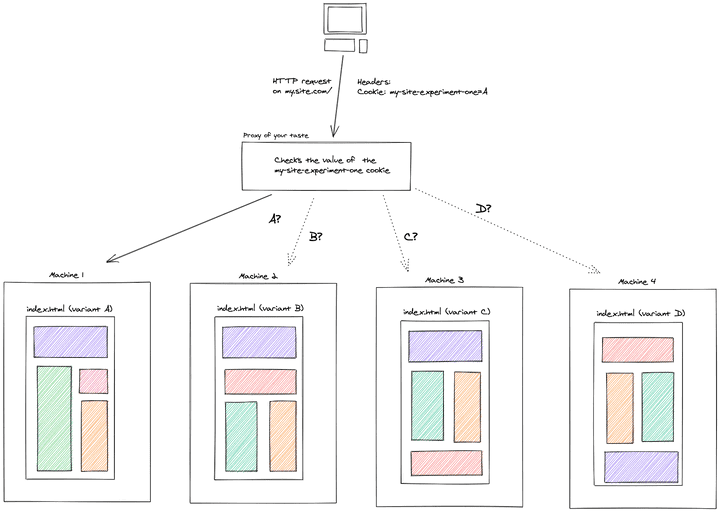 HTTP request
on my.site.com/
Headers:
Cookie: my-site-experiment-one=A
Proxy of your taste
Checks the value of the
my-site-experiment-one cookie
A?
B?
C?
D?
Machine 1
index.html (variant A)
Machine 2
index.html (variant B)
Machine 3
index.html (variant C)
Machine 4
index.html (variant D)